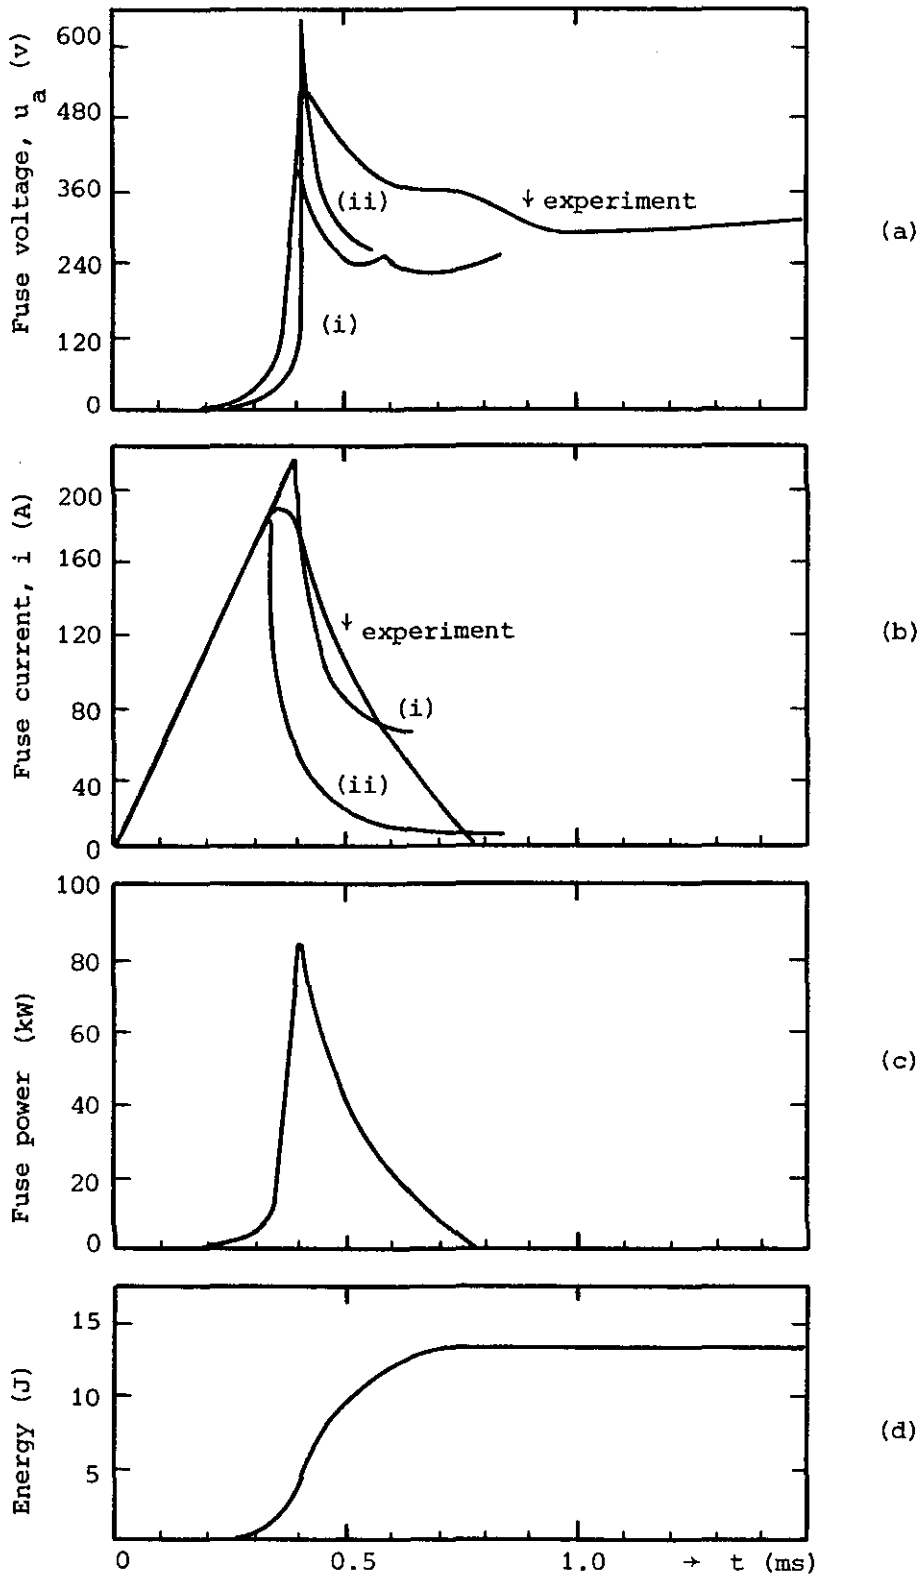 Fuse voltage, u_a (v)
600
480
360
240
120
0
(ii)
↓ experiment
(i)
(a)
Fuse current, i (A)
200
160
120
80
40
0
↓ experiment
(i)
(ii)
(b)
Fuse power (kW)
100
80
60
40
20
0
(c)
Energy (J)
15
10
5
(d)
0 0.5 1.0 → t (ms)